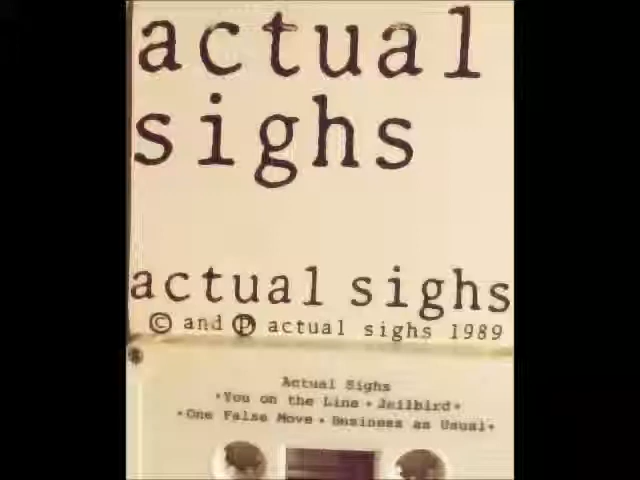 actual
sighs
actual sighs
© and ℗ actual sighs 1989
Actual Sighs
•You on the Line • Jailbird•
•One False Move • Business as Usual•